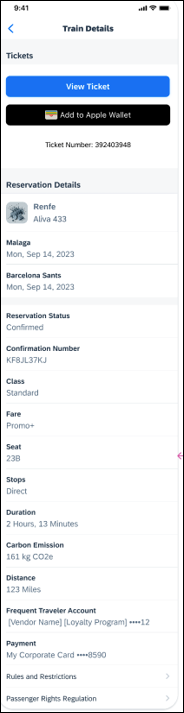 9:41
Train Details
Tickets
View Ticket
Add to Apple Wallet
Ticket Number: 392403948
Reservation Details
Renfe
Aliva 433
Malaga
Mon, Sep 14, 2023
Barcelona Sants
Mon, Sep 14, 2023
Reservation Status
Confirmed
Confirmation Number
KF8JL37KJ
Class
Standard
Fare
Promo+
Seat
23B
Stops
Direct
Duration
2 Hours, 13 Minutes
Carbon Emission
161 kg CO2e
Distance
123 Miles
Frequent Traveler Account
[Vendor Name] [Loyalty Program] ••••12
Payment
My Corporate Card ••••8590
Rules and Restrictions
Passenger Rights Regulation